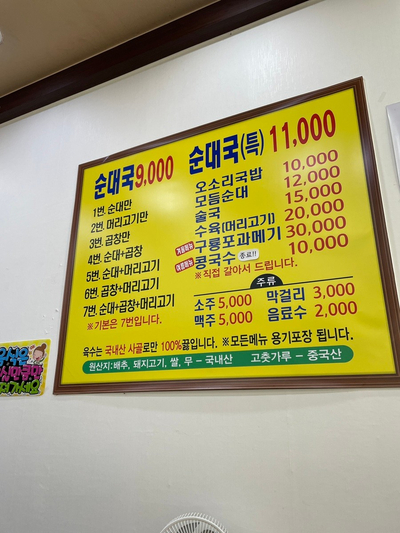 순대국 9,000
1번. 순대만
2번. 머리고기만
3번. 곱창만
4번. 순대+곱창
5번. 순대+머리고기
6번. 곱창+머리고기
7번. 순대+곱창+머리고기
※기본은 7번입니다.
순대국(특) 11,000
오소리국밥 10,000
모듬순대 12,000
술국 15,000
수육(머리고기) 20,000
겨울메뉴 구룡포과메기 30,000
여름메뉴 콩국수 종료!! 10,000
※직접 갈아서 드립니다.
주류
소주 5,000 막걸리 3,000
맥주 5,000 음료수 2,000
육수는 국내산 사골로만 100%끓입니다. ※모든메뉴 용기포장 됩니다.
원산지:배추, 돼지고기, 쌀, 무 – 국내산 고춧가루 – 중국산